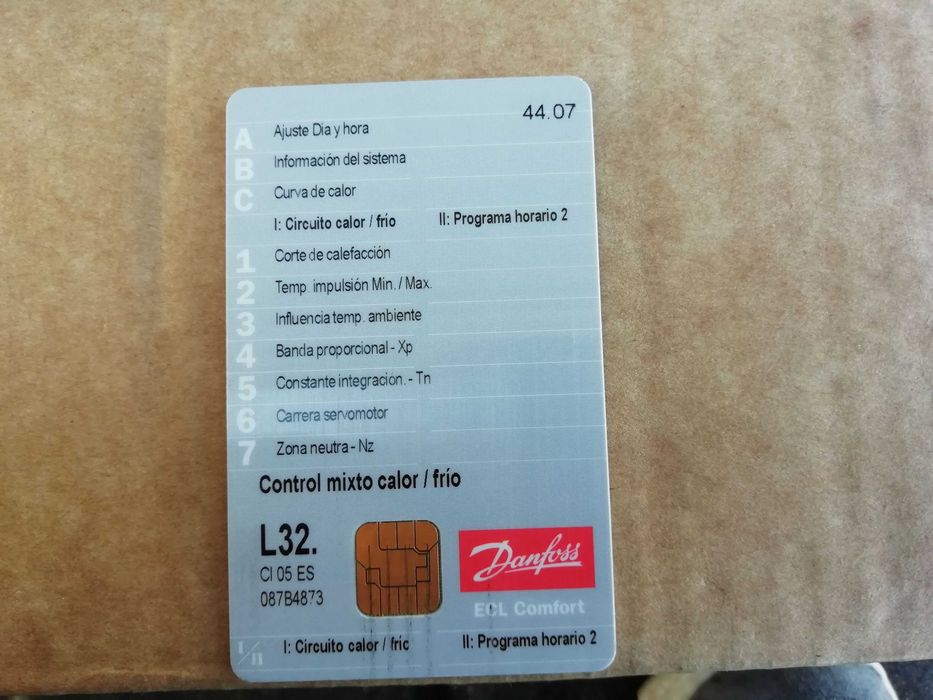 44.07
A Ajuste Dia y hora
B Información del sistema
C Curva de calor
I: Circuito calor / frío II: Programa horario 2
1 Corte de calefacción
2 Temp. impulsión Min. / Max.
3 Influencia temp. ambiente
4 Banda proporcional - Xp
5 Constante integración. - Tn
6 Carrera servomotor
7 Zona neutra - Nz
Control mixto calor / frío
L32.
CI 05 ES
087B4873
Danfoss
ECL Comfort
I/II I: Circuito calor / fric II: Programa horario 2